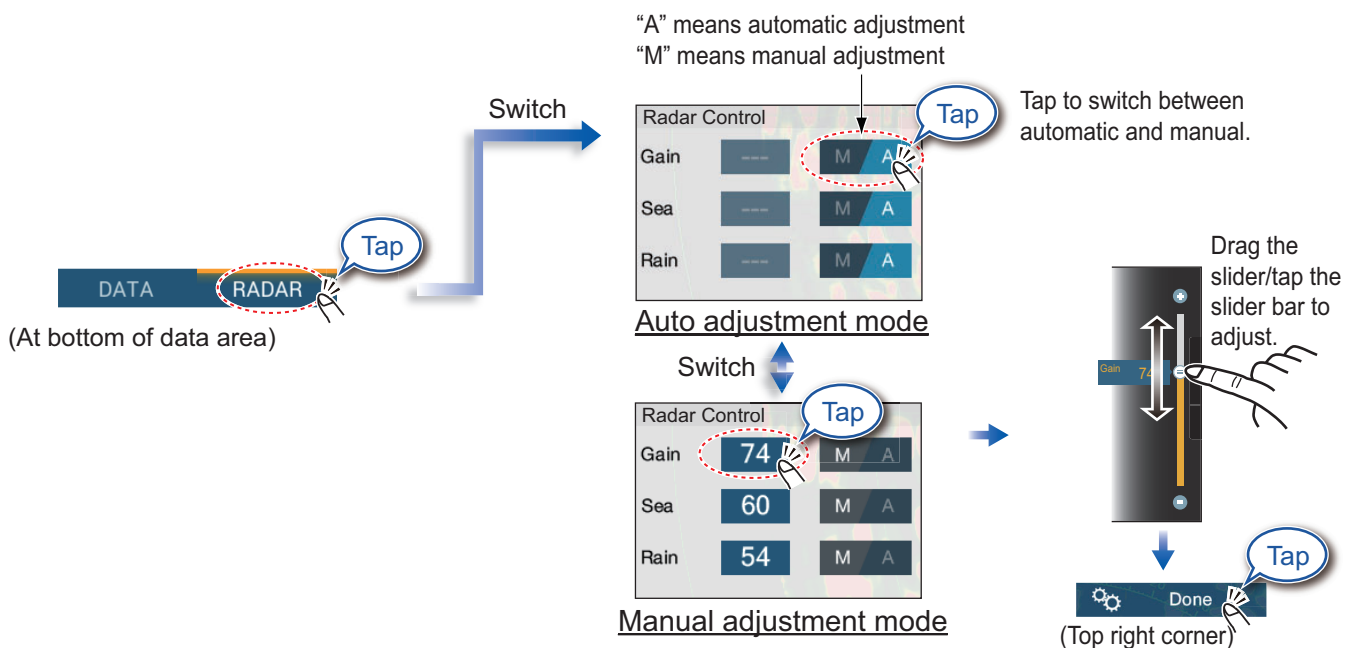 “A” means automatic adjustment
“M” means manual adjustment
Switch
Radar Control
Gain --- M A
Tap
Tap to switch between
automatic and manual.
Sea --- M A
Rain --- M A
Auto adjustment mode
DATA RADAR
Tap
(At bottom of data area)
Switch
Radar Control
Tap
Gain 74 M A
Sea 60 M A
Rain 54 M A
Manual adjustment mode
Drag the
slider/tap the
slider bar to
adjust.
Gain 74
Tap
Done
(Top right corner)